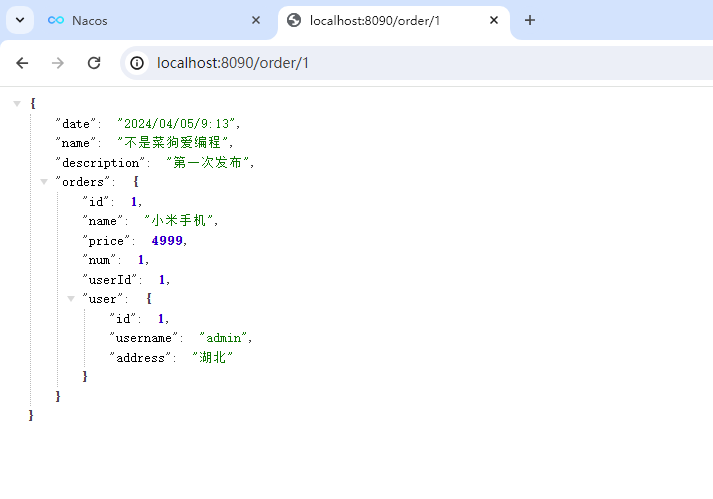 Nacos
localhost:8090/order/1
localhost:8090/order/1
{
"date": "2024/04/05/9:13",
"name": "不是菜狗爱编程",
"description": "第一次发布",
"orders": {
"id": 1,
"name": "小米手机",
"price": 4999,
"num": 1,
"userId": 1,
"user": {
"id": 1,
"username": "admin",
"address": "湖北"
}
}
}